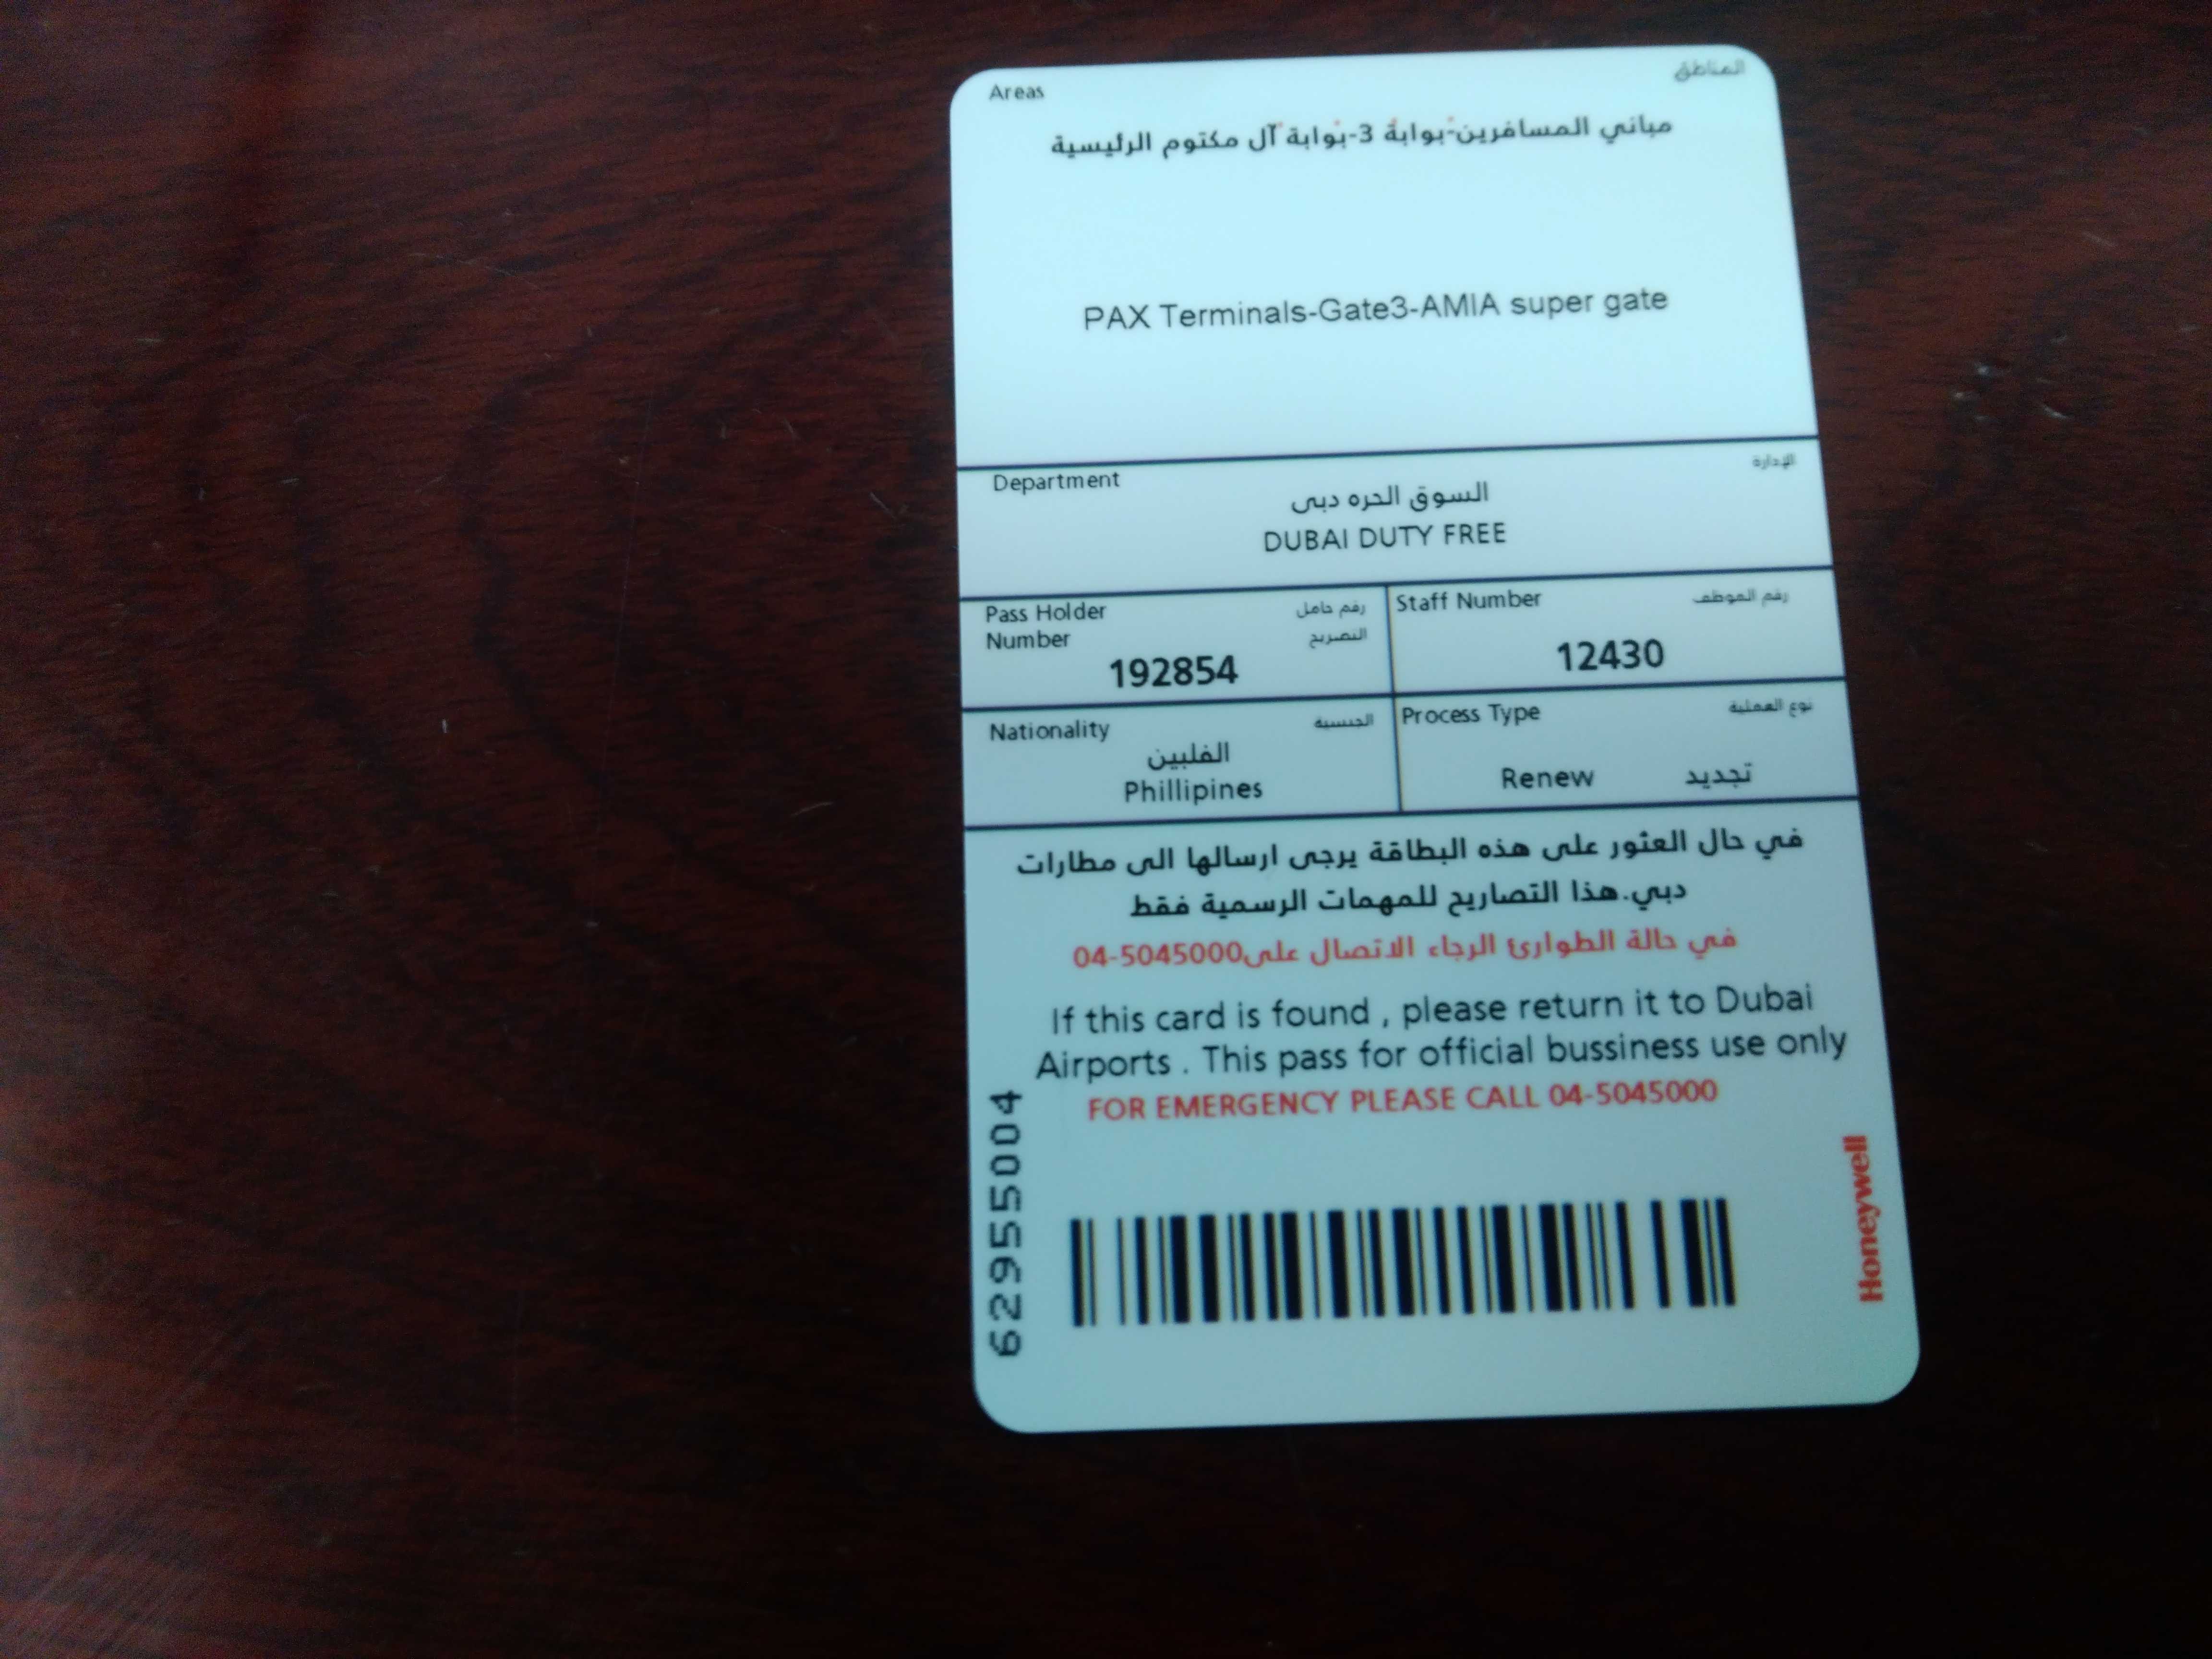 Areas
المناطق
مباني المسافرين-بوابة 3-بوابة آل مكتوم الرئيسية
PAX Terminals-Gate3-AMIA super gate
Department
الإدارة
السوق الحره دبى
DUBAI DUTY FREE
Pass Holder
Number
رقم حامل
التصريح
192854
Staff Number
رقم الموظف
12430
Nationality
الجنسية
الفلبين
Phillipines
Process Type
نوع العملية
Renew تجديد
في حال العثور على هذه البطاقة يرجى ارسالها الى مطارات
دبي.هذا التصاريح للمهمات الرسمية فقط
في حالة الطوارئ الرجاء الاتصال على04-5045000
If this card is found , please return it to Dubai
Airports . This pass for official bussiness use only
FOR EMERGENCY PLEASE CALL 04-5045000
62955004
Honeywell